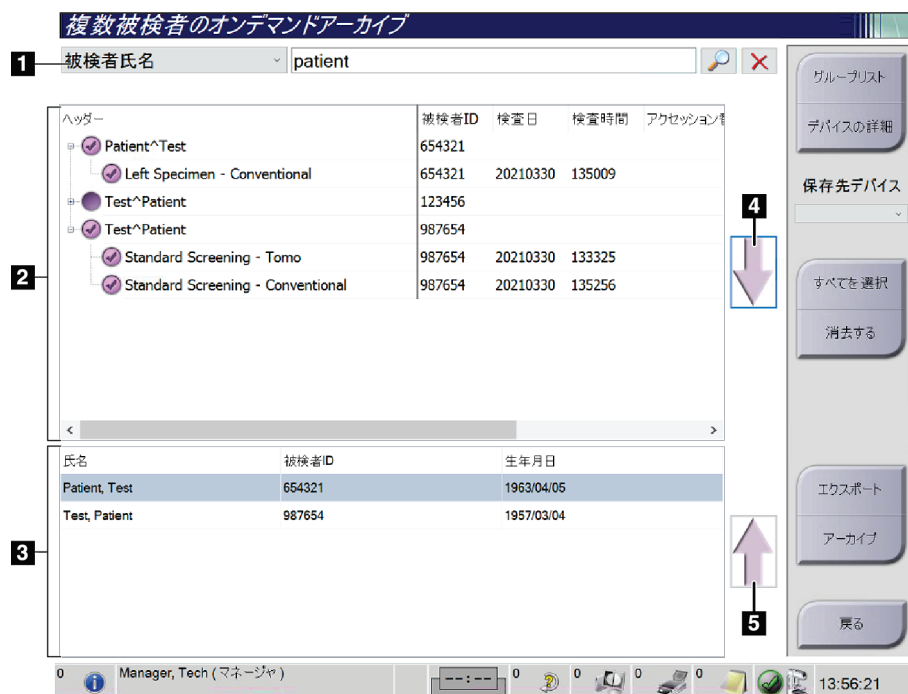 複数被検者のオンデマンドアーカイブ
1
被検者氏名
patient
グループリスト
デバイスの詳細
保存先デバイス
すべてを選択
消去する
エクスポート
アーカイブ
戻る
2
ヘッダー 被検者ID 検査日 検査時間 アクセッション
Patient^Test 654321
Left Specimen - Conventional 654321 20210330 135009
Test^Patient 123456
Test^Patient 987654
Standard Screening - Tomo 987654 20210330 133325
Standard Screening - Conventional 987654 20210330 135256
4
3
氏名 被検者ID 生年月日
Patient, Test 654321 1963/04/05
Test, Patient 987654 1957/03/04
5
0 Manager, Tech (マネージャ) --:-- 0 0 0 0 13:56:21